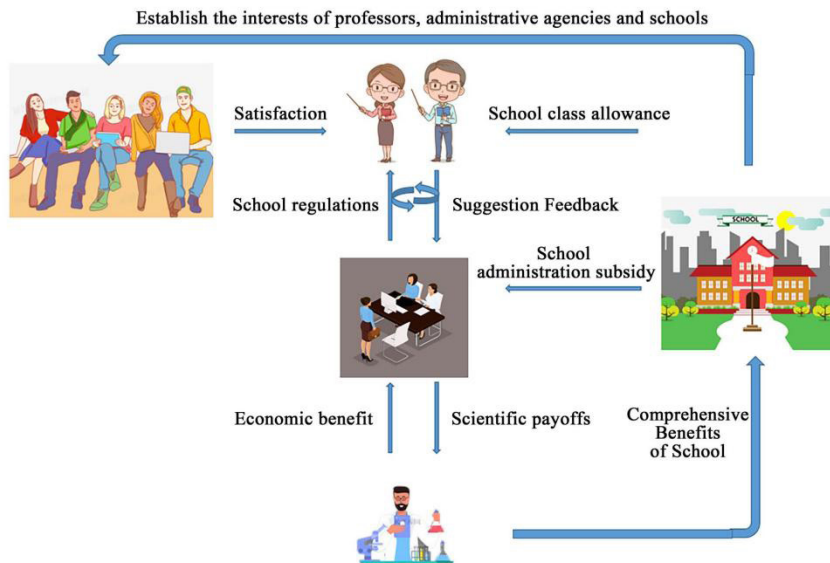 Establish the interests of professors, administrative agencies and schools
Satisfaction
School class allowance
School regulations
Suggestion Feedback
SCHOOL
School
administration subsidy
Economic benefit
Scientific payoffs
Comprehensive
Benefits
of School